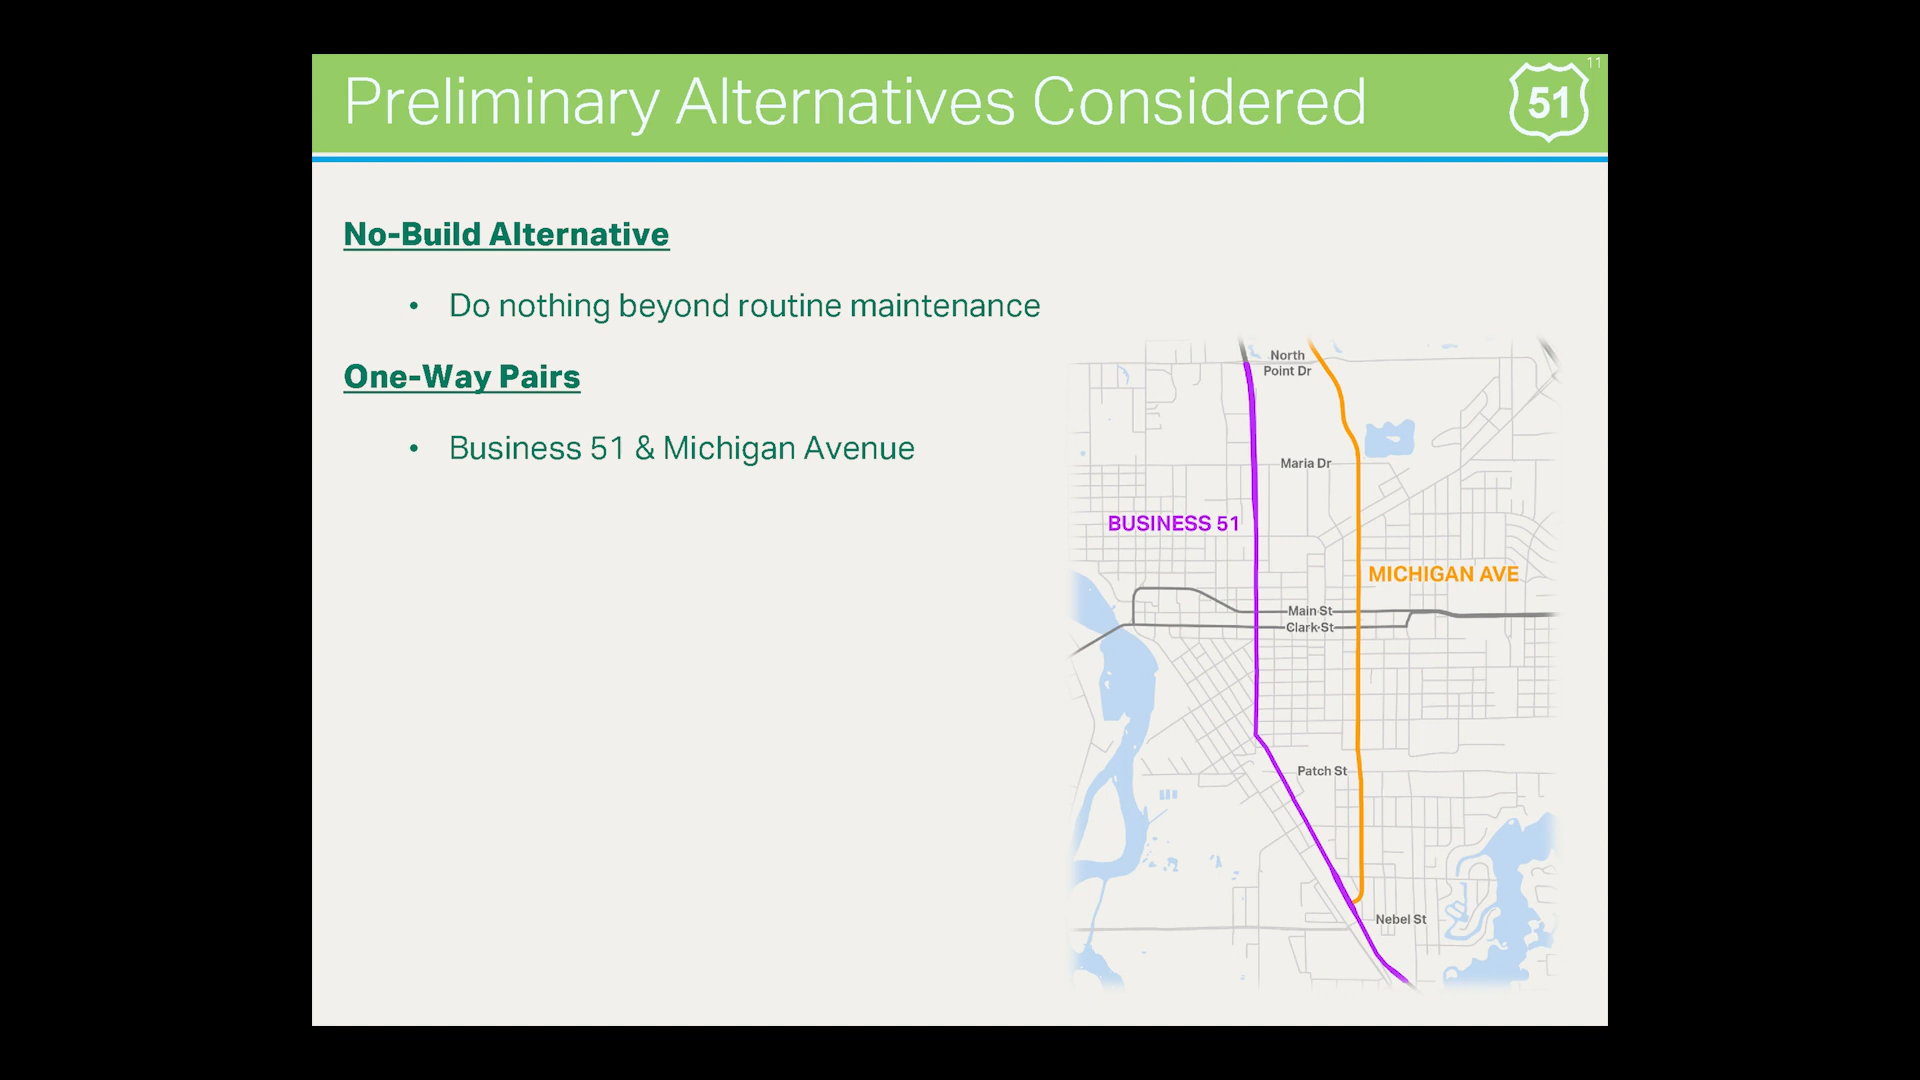 Preliminary Alternatives Considered
51
11
No-Build Alternative
• Do nothing beyond routine maintenance
One-Way Pairs
• Business 51 & Michigan Avenue
North
Point Dr
Maria Dr
BUSINESS 51
MICHIGAN AVE
Main St
Clark St
Patch St
Nebel St